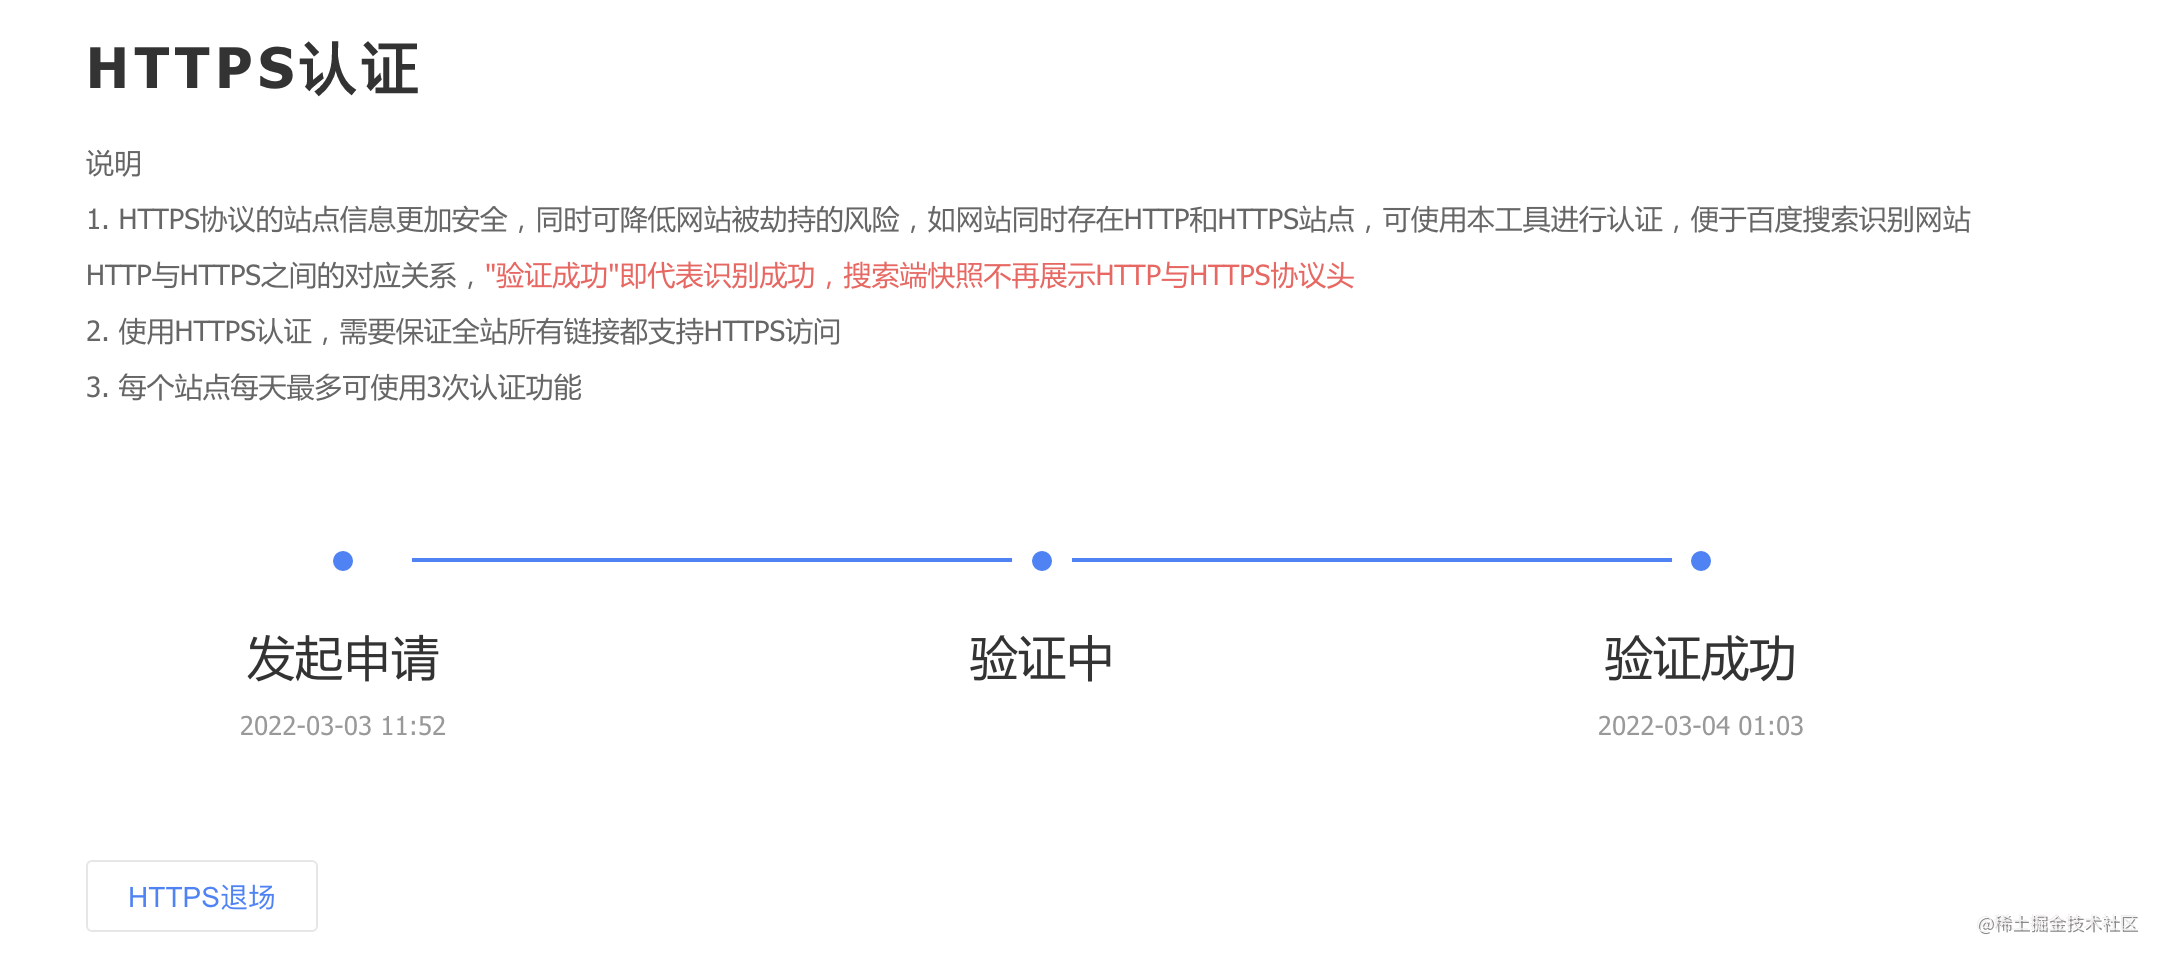 HTTPS认证
说明
1. HTTPS协议的站点信息更加安全，同时可降低网站被劫持的风险，如网站同时存在HTTP和HTTPS站点，可使用本工具进行认证，便于百度搜索识别网站
HTTP与HTTPS之间的对应关系，"验证成功"即代表识别成功，搜索端快照不再展示HTTP与HTTPS协议头
2. 使用HTTPS认证，需要保证全站所有链接都支持HTTPS访问
3. 每个站点每天最多可使用3次认证功能
发起申请
验证中
验证成功
2022-03-03 11:52
2022-03-04 01:03
HTTPS退场
@稀土掘金技术社区